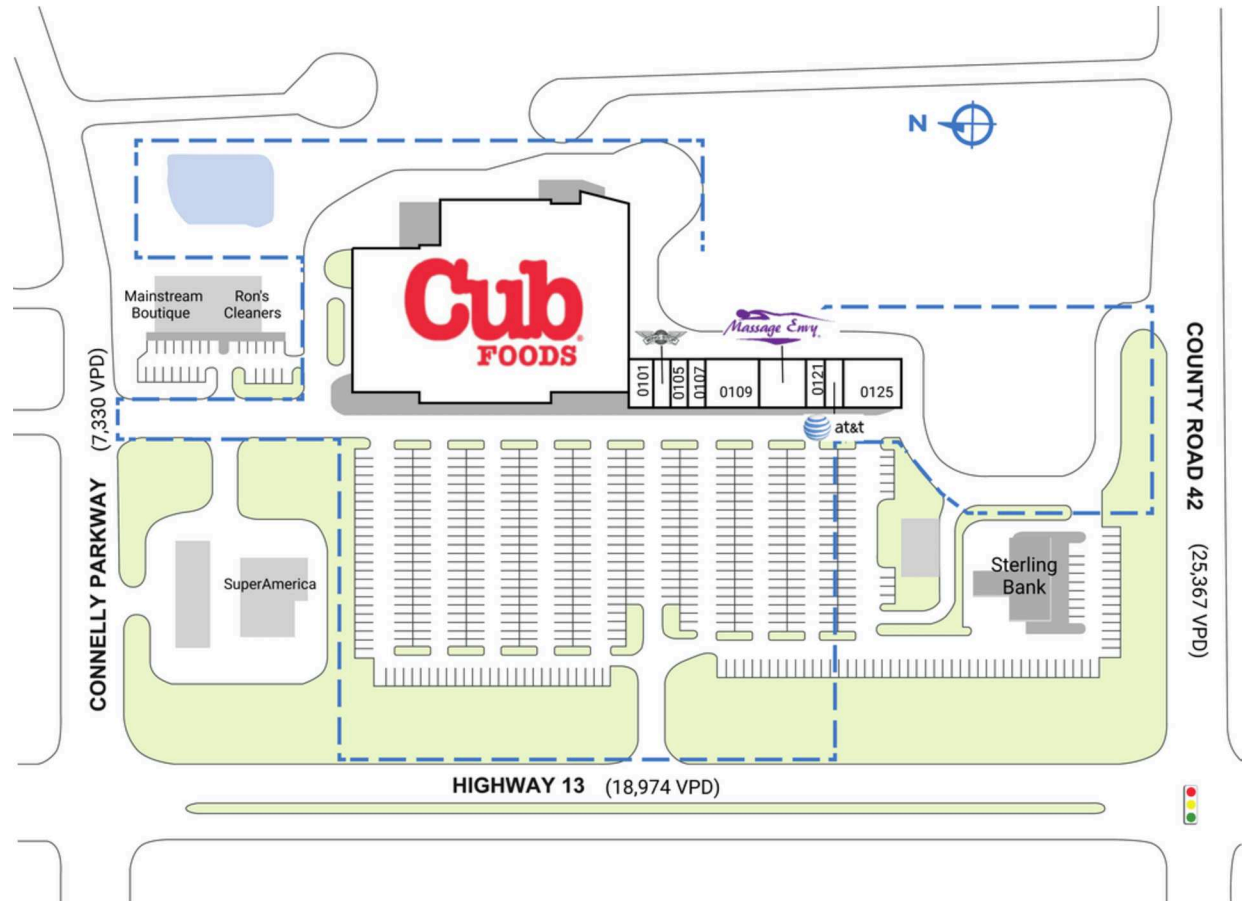 N
Mainstream
Boutique
Ron's
Cleaners
Cub
FOODS
Massage Envy
0101
0105
0107
0109
0121
0125
at&t
COUNTY ROAD 42 (25,367 VPD)
CONNELLY PARKWAY (7,330 VPD)
SuperAmerica
Sterling
Bank
HIGHWAY 13 (18,974 VPD)